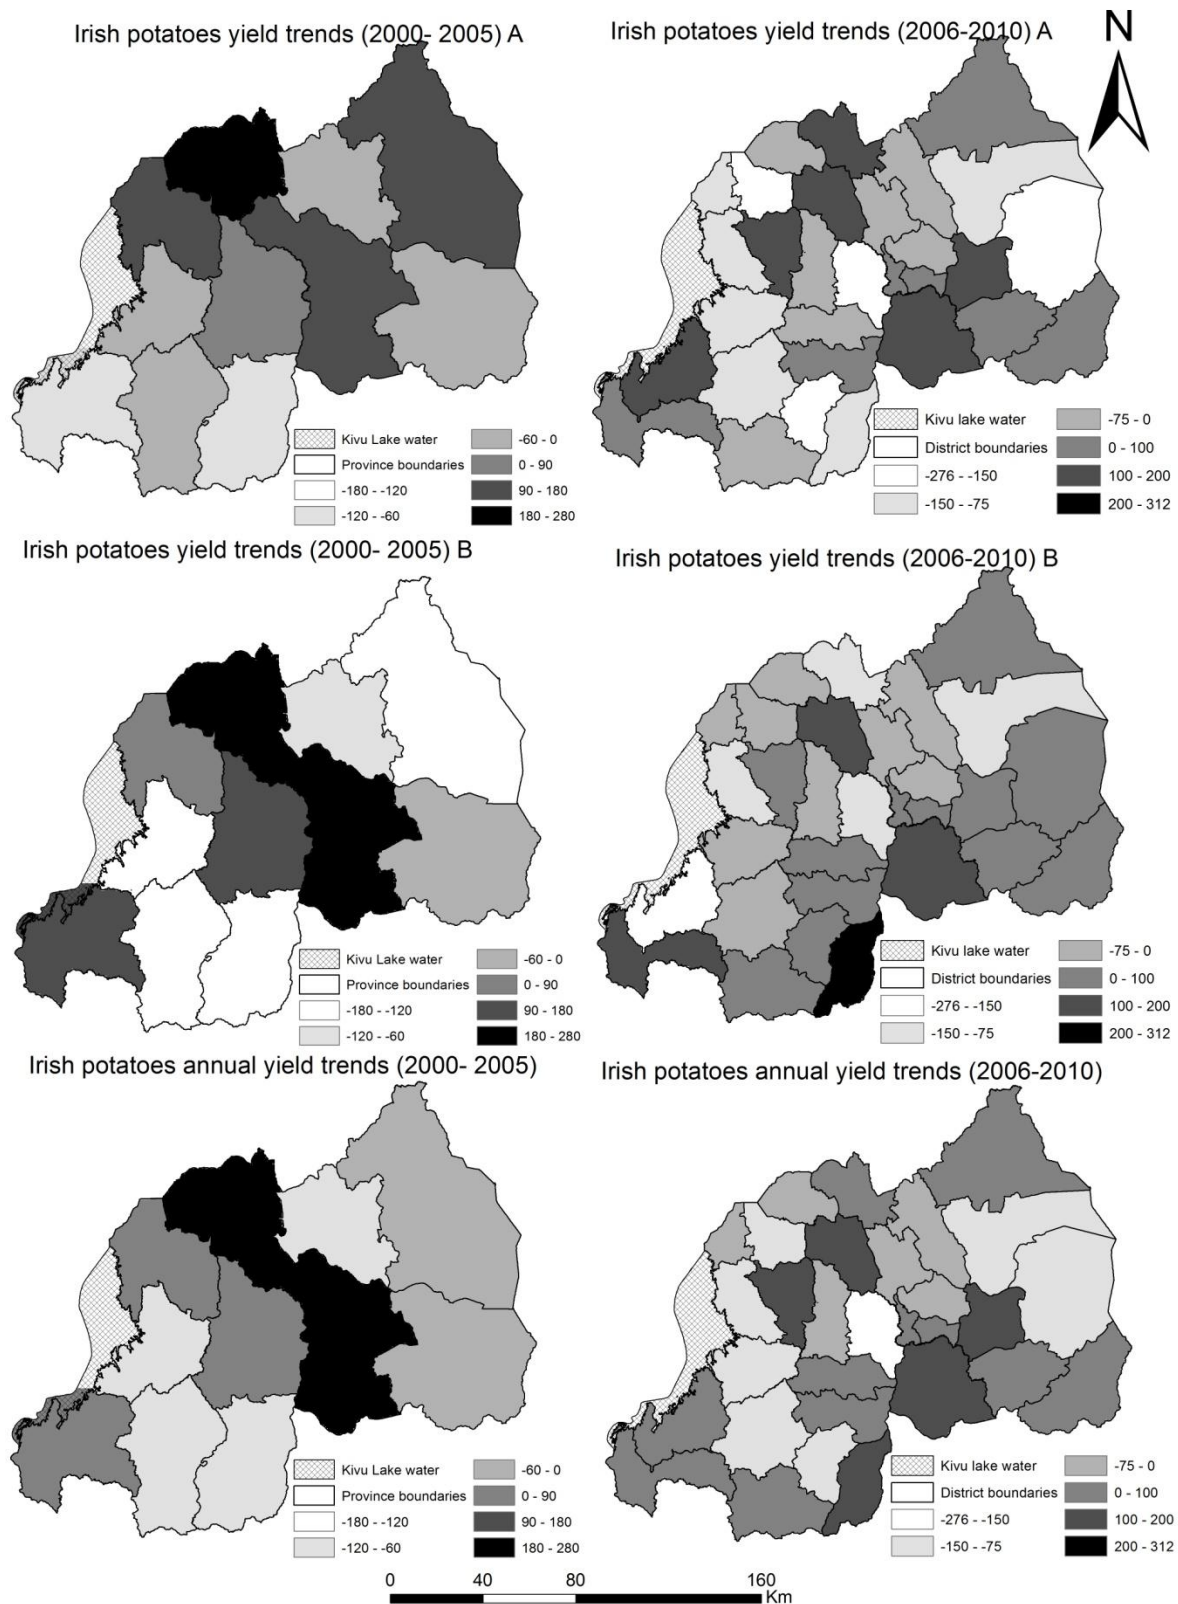 Irish potatoes yield trends (2000- 2005) A
Irish potatoes yield trends (2006-2010) A
N
Kivu Lake water
Province boundaries
-180 - -120
-120 - -60
-60 - 0
0 - 90
90 - 180
180 - 280
Kivu lake water
District boundaries
-276 - -150
-150 - -75
-75 - 0
0 - 100
100 - 200
200 - 312
Irish potatoes yield trends (2000- 2005) B
Irish potatoes yield trends (2006-2010) B
Kivu Lake water
Province boundaries
-180 - -120
-120 - -60
-60 - 0
0 - 90
90 - 180
180 - 280
Kivu lake water
District boundaries
-276 - -150
-150 - -75
-75 - 0
0 - 100
100 - 200
200 - 312
Irish potatoes annual yield trends (2000- 2005)
Irish potatoes annual yield trends (2006-2010)
Kivu Lake water
Province boundaries
-180 - -120
-120 - -60
-60 - 0
0 - 90
90 - 180
180 - 280
Kivu lake water
District boundaries
-276 - -150
-150 - -75
-75 - 0
0 - 100
100 - 200
200 - 312
0 40 80 160
Km